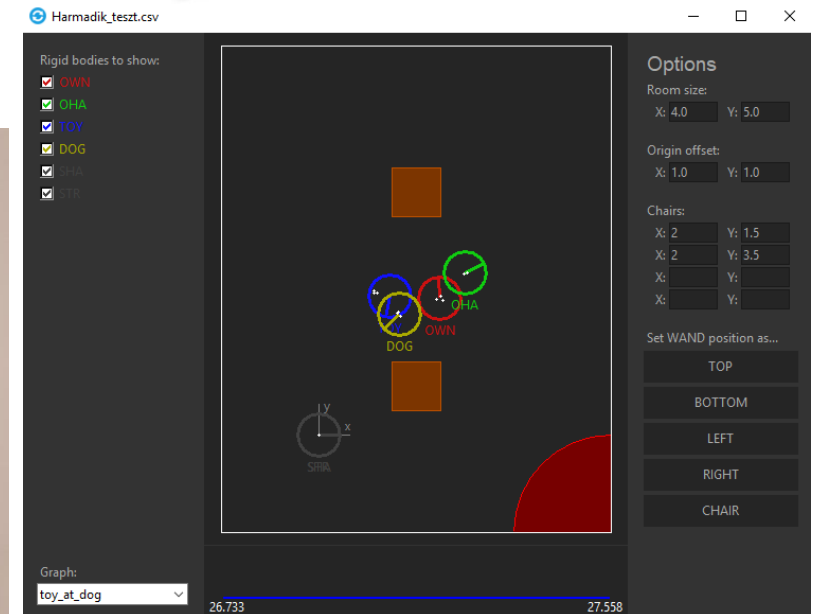 Harmadik_teszt.csv
Rigid bodies to show:
OWN
OHA
TOY
DOG
SHA
STR
Graph:
toy_at_dog
OHA
OWN
DOG
y
x
26.733
27.558
Options
Room size:
X: 4.0 Y: 5.0
Origin offset:
X: 1.0 Y: 1.0
Chairs:
X: 2 Y: 1.5
X: 2 Y: 3.5
X: Y:
X: Y:
Set WAND position as...
TOP
BOTTOM
LEFT
RIGHT
CHAIR